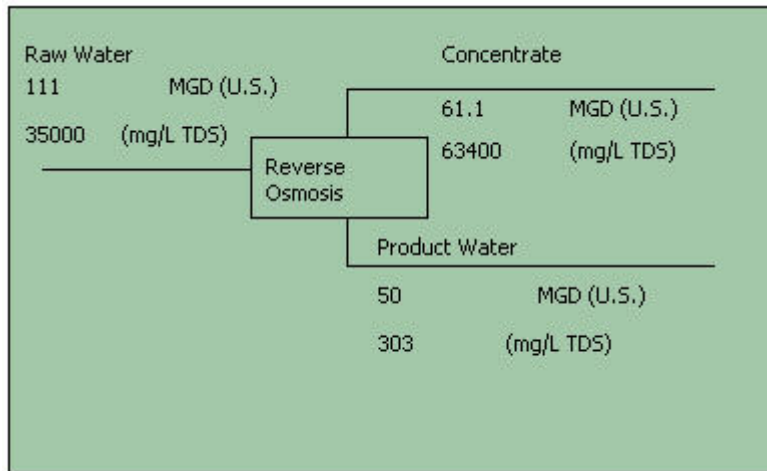 Raw Water
111 MGD (U.S.)
35000 (mg/L TDS)
Reverse
Osmosis
Concentrate
61.1 MGD (U.S.)
63400 (mg/L TDS)
Product Water
50 MGD (U.S.)
303 (mg/L TDS)